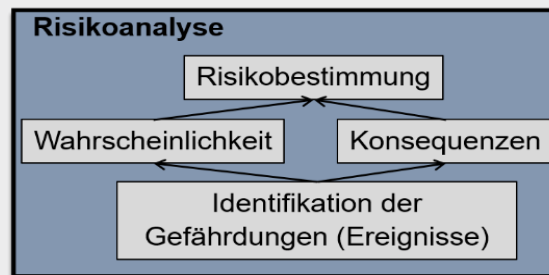 Risikoanalyse
Risikobestimmung
Wahrscheinlichkeit
Konsequenzen
Identifikation der
Gefährdungen (Ereignisse)